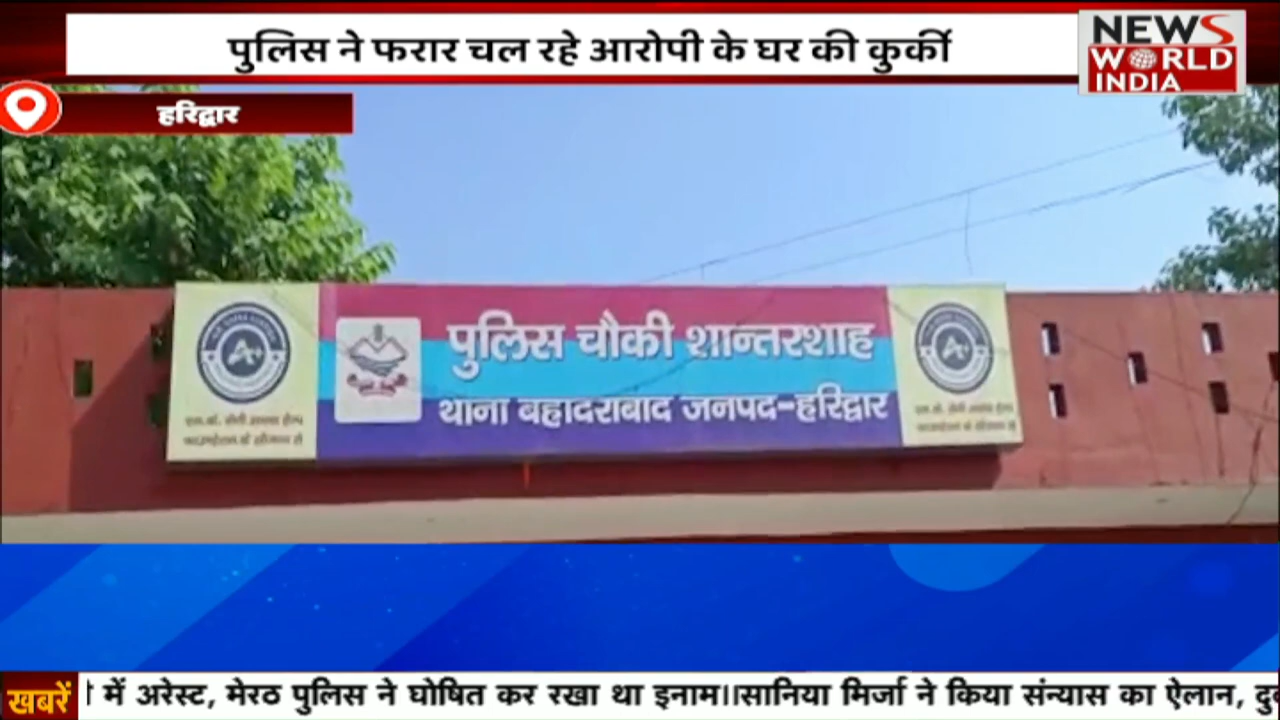 पुलिस ने फरार चल रहे आरोपी के घर की कुर्की
NEWS
WORLD
INDIA
हरिद्वार
A+
पुलिस चौकी शान्तरशाह
थाना बहादराबाद जनपद-हरिद्वार
A+
खबरें
में अरेस्ट, मेरठ पुलिस ने घोषित कर रखा था इनाम||सानिया मिर्जा ने किया संन्यास का ऐलान,